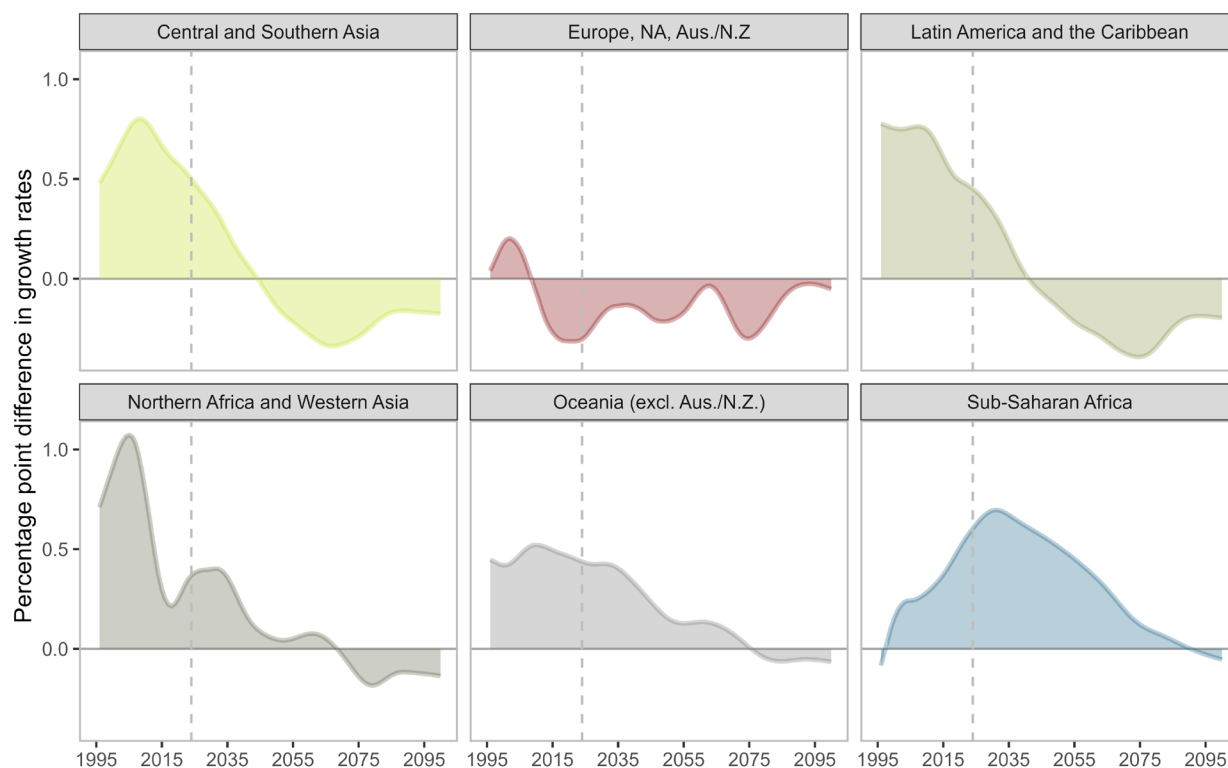 Central and Southern Asia
Europe, NA, Aus./N.Z
Latin America and the Caribbean
Percentage point difference in growth rates
1.0
0.5
0.0
Northern Africa and Western Asia
Oceania (excl. Aus./N.Z.)
Sub-Saharan Africa
1.0
0.5
0.0
1995 2015 2035 2055 2075 2095
1995 2015 2035 2055 2075 2095
1995 2015 2035 2055 2075 2095